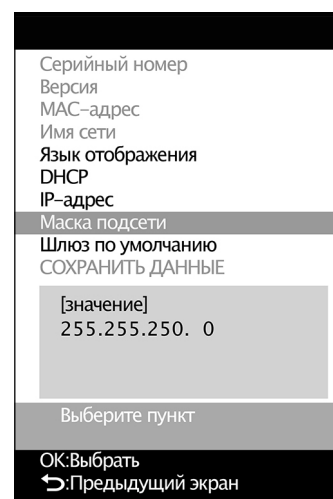 Серийный номер
Версия
MAC-адрес
Имя сети
Язык отображения
DHCP
IP-адрес
Маска подсети
Шлюз по умолчанию
СОХРАНИТЬ ДАННЫЕ
[значение]
255.255.250. 0
Выберите пункт
OK:Выбрать
⮌:Предыдущий экран